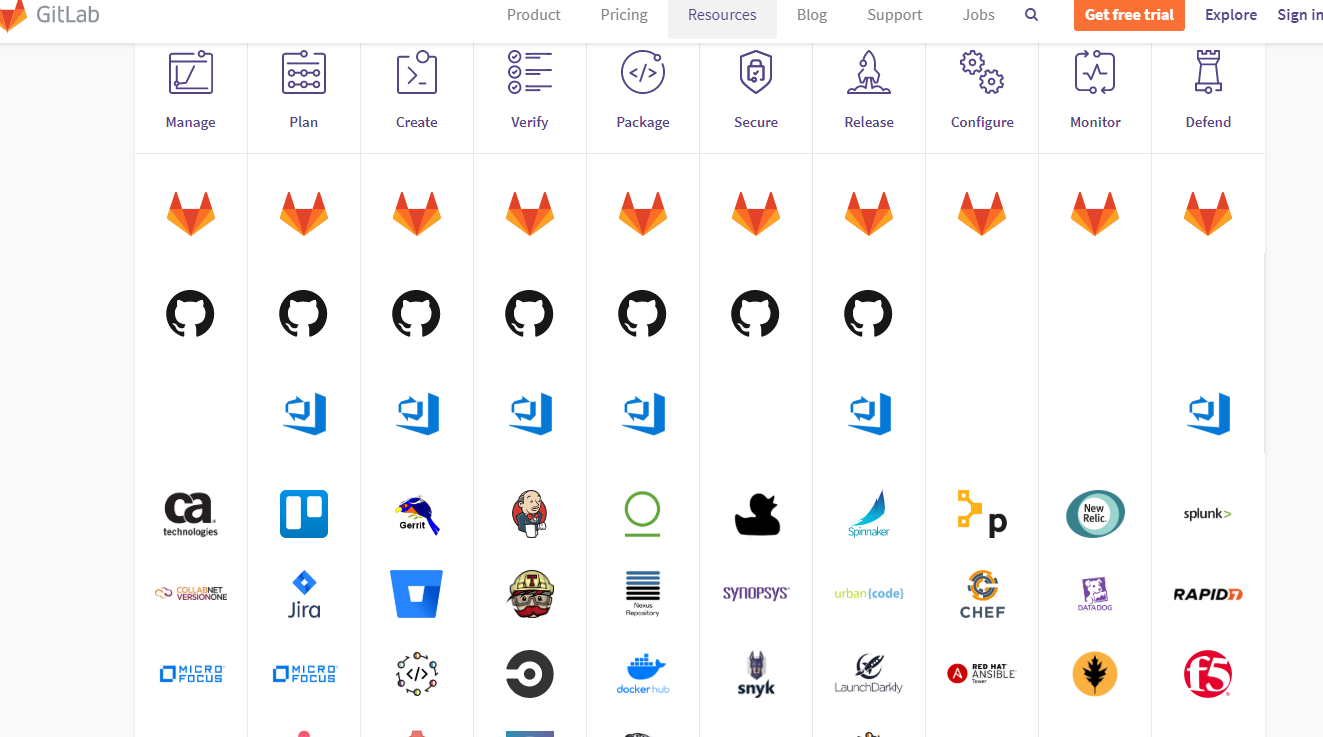 GitLab
Product Pricing Resources Blog Support Jobs Get free trial Explore Sign in
Manage Plan Create Verify Package Secure Release Configure Monitor Defend
ca technologies
Gerrit
Spinnaker
p
New Relic.
splunk>
COLLABNET VERSIONONE
Jira
T
Nexus Repository
SYNOPSYS
urban{code}
CHEF
DATADOG
RAPID7
MICRO FOCUS
MICRO FOCUS
</>
docker hub
snyk
LaunchDarkly
A
RED HAT ANSIBLE Tower
f5